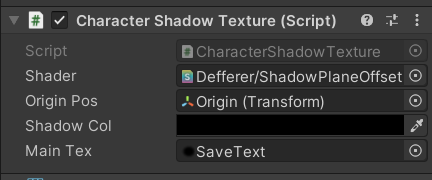 Character Shadow Texture (Script)
Script CharacterShadowTexture
Shader Defferer/ShadowPlaneOffset
Origin Pos Origin (Transform)
Shadow Col
Main Tex SaveText